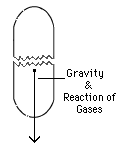 Gravity
&
Reaction of
Gases